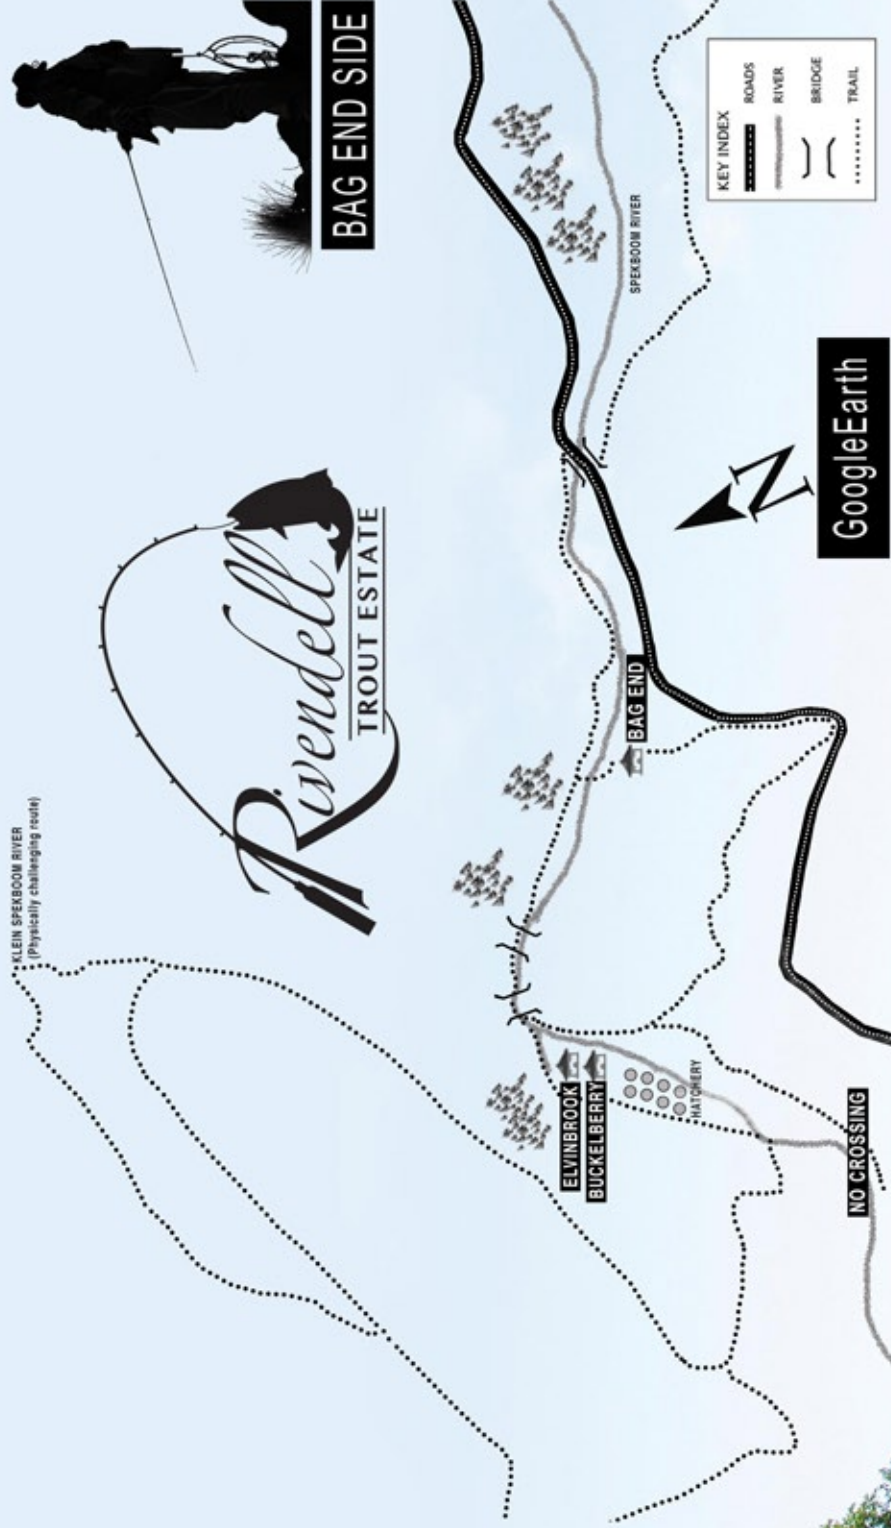 KLEIN SPEKBOOM RIVER
(Physically challenging route)
Rivendell
TROUT ESTATE
BAG END SIDE
ELVINBROOK
BUCKELBERRY
HATCHERY
NO CROSSING
BAG END
SPEKBOOM RIVER
N
GoogleEarth
KEY INDEX
ROADS
RIVER
BRIDGE
TRAIL